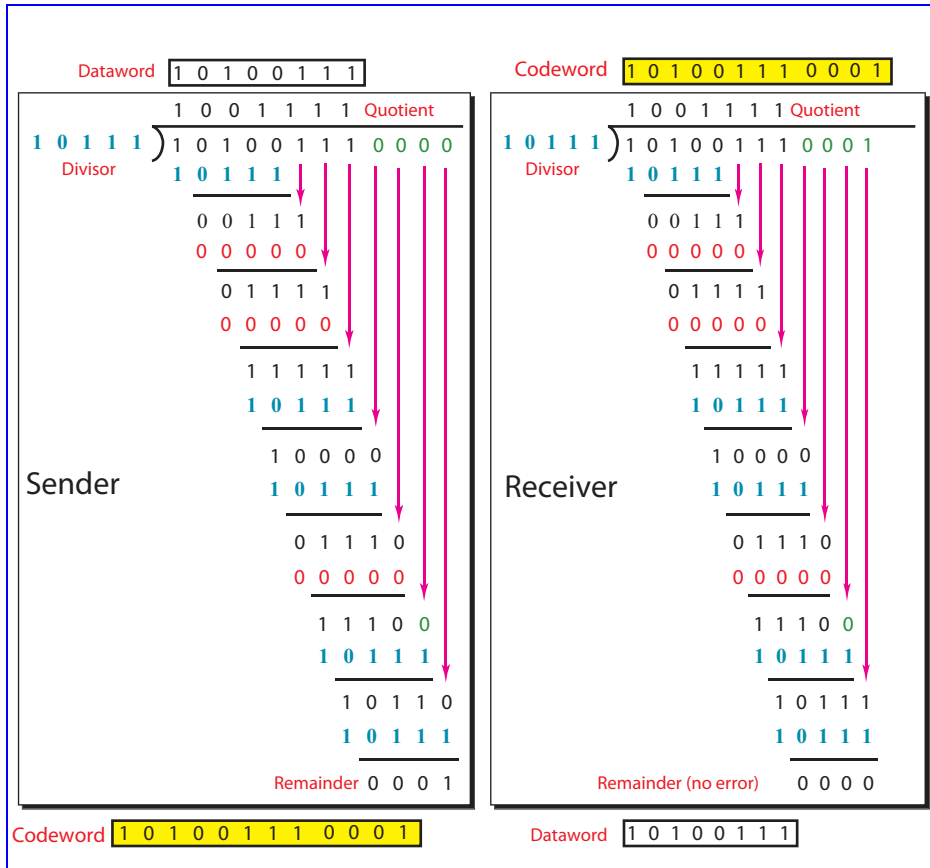 Dataword 1 0 1 0 0 1 1 1
1 0 0 1 1 1 1 Quotient
1 0 1 1 1 1 0 1 0 0 1 1 1 0 0 0 0
Divisor 1 0 1 1 1
0 0 1 1 1
0 0 0 0 0
0 1 1 1 1
0 0 0 0 0
1 1 1 1 1
1 0 1 1 1
1 0 0 0 0
Sender 1 0 1 1 1
0 1 1 1 0
0 0 0 0 0
1 1 1 0 0
1 0 1 1 1
1 0 1 1 0
1 0 1 1 1
Remainder 0 0 0 1
Codeword 1 0 1 0 0 1 1 1 0 0 0 1
Codeword 1 0 1 0 0 1 1 1 0 0 0 1
1 0 0 1 1 1 1 Quotient
1 0 1 1 1 1 0 1 0 0 1 1 1 0 0 0 1
Divisor 1 0 1 1 1
0 0 1 1 1
0 0 0 0 0
0 1 1 1 1
0 0 0 0 0
1 1 1 1 1
1 0 1 1 1
1 0 0 0 0
Receiver 1 0 1 1 1
0 1 1 1 0
0 0 0 0 0
1 1 1 0 0
1 0 1 1 1
1 0 1 1 1
1 0 1 1 1
Remainder (no error) 0 0 0 0
Dataword 1 0 1 0 0 1 1 1